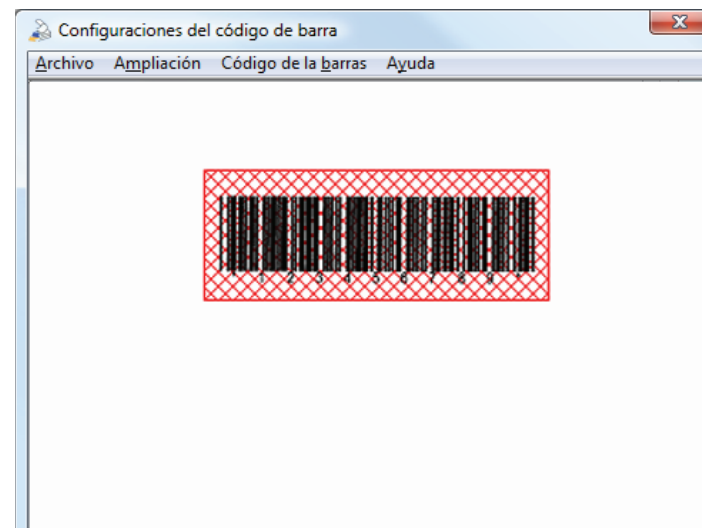 Configuraciones del código de barra
X
Archivo Ampliación Código de la barras Ayuda
* 1 2 3 4 5 6 7 8 9 *